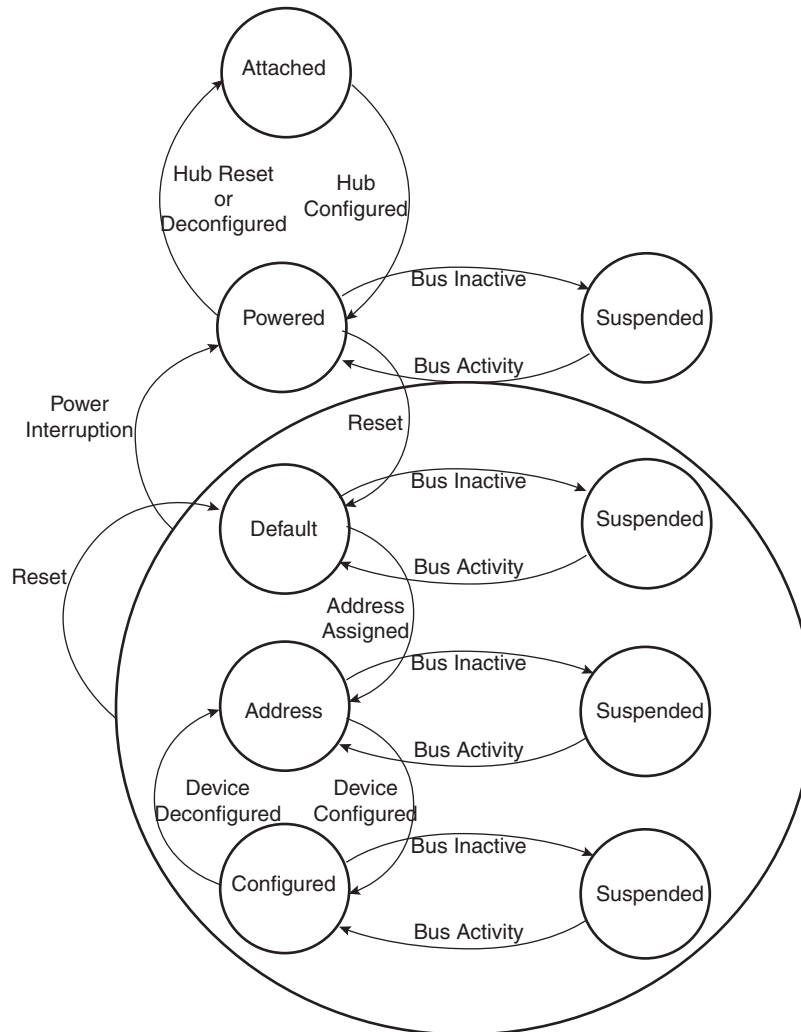 Attached
Hub Reset
or
Deconfigured
Hub
Configured
Bus Inactive
Powered
Suspended
Bus Activity
Power
Interruption
Reset
Bus Inactive
Default
Suspended
Bus Activity
Reset
Address
Assigned
Bus Inactive
Address
Suspended
Bus Activity
Device
Deconfigured
Device
Configured
Bus Inactive
Configured
Suspended
Bus Activity